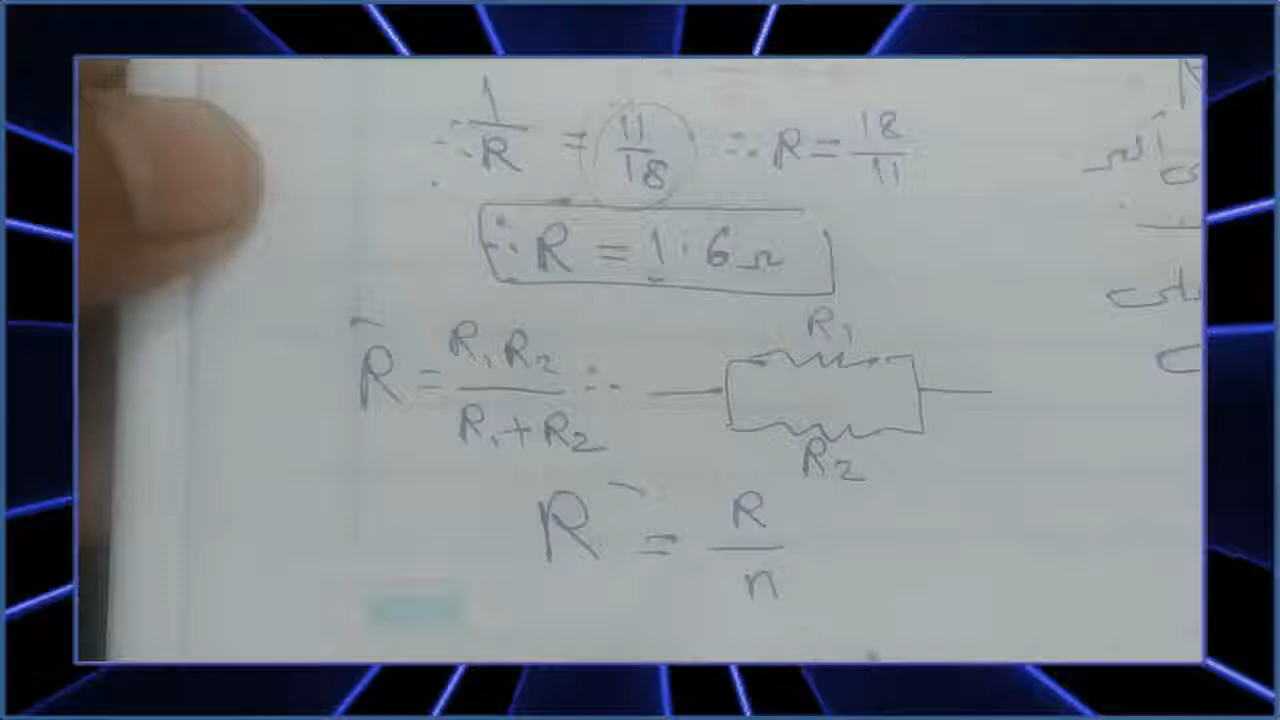 ∴ 1/R = 11/18 ∴ R = 18/11
∴ R = 1.6 Ω
R` = R₁R₂ / R₁+R₂ ∴
R₁
R₂
R` = R/n